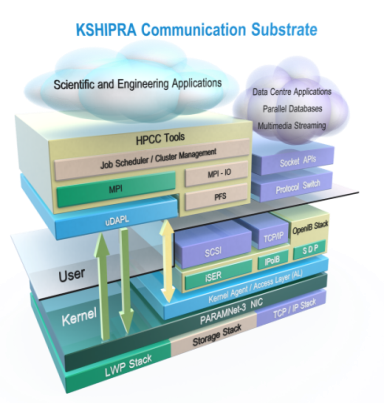 KSHIPRA Communication Substrate
Scientific and Engineering Applications
Data Centre Applications
Parallel Databases
Multimedia Streaming
HPCC Tools
Job Scheduler / Cluster Management
MPI
MPI - IO
PFS
Socket APIs
Protocol Switch
uDAPL
SCSI
TCP/IP
OpenIB Stack
iSER
IPoIB
S D P
User
Kernel Agent / Access Layer (AL)
Kernel
PARAMNet-3 NIC
LWP Stack
Storage Stack
TCP / IP Stack